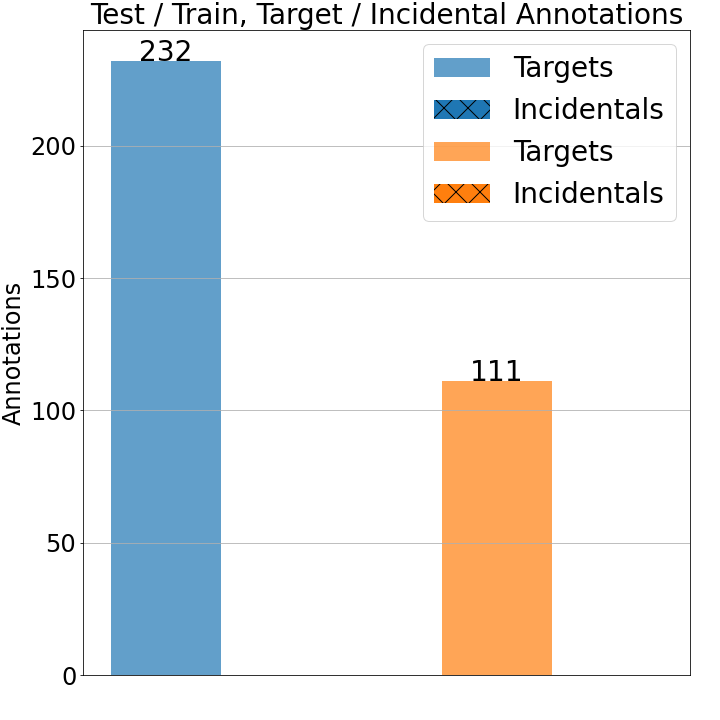 Test / Train, Target / Incidental Annotations
232
Targets
Incidentals
Targets
Incidentals
200
150
111
100
50
0
Annotations